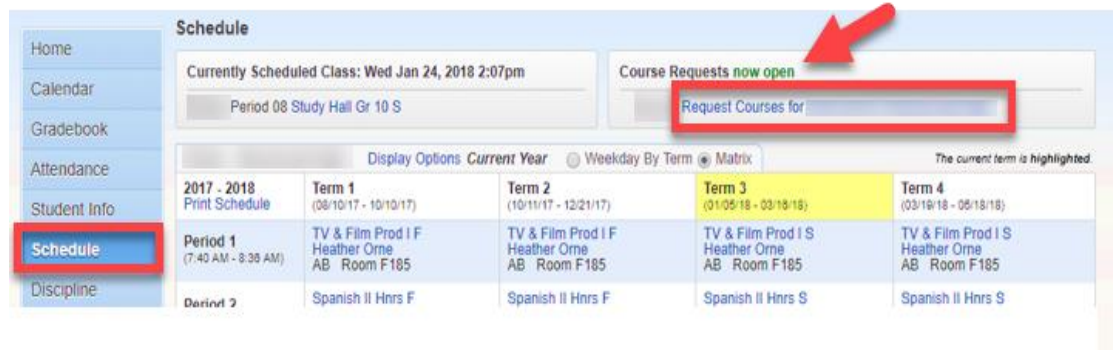 Schedule
Home
Calendar
Gradebook
Attendance
Student Info
Schedule
Discipline
Currently Scheduled Class: Wed Jan 24, 2018 2:07pm
Period 08 Study Hall Gr 10 S
Course Requests now open
Request Courses for
Display Options Current Year Weekday By Term Matrix
The current term is highlighted.
2017 - 2018 Term 1 Term 2 Term 3 Term 4
Print Schedule (08/10/17 - 10/10/17) (10/11/17 - 12/21/17) (01/05/18 - 03/16/18) (03/19/18 - 05/18/18)
Period 1 TV & Film Prod I F TV & Film Prod I F TV & Film Prod I S TV & Film Prod I S
(7:40 AM - 8:36 AM) Heather Orne Heather Orne Heather Orne Heather Orne
AB Room F185 AB Room F185 AB Room F185 AB Room F185
Period 2 Spanish II Hnrs F Spanish II Hnrs F Spanish II Hnrs S Spanish II Hnrs S